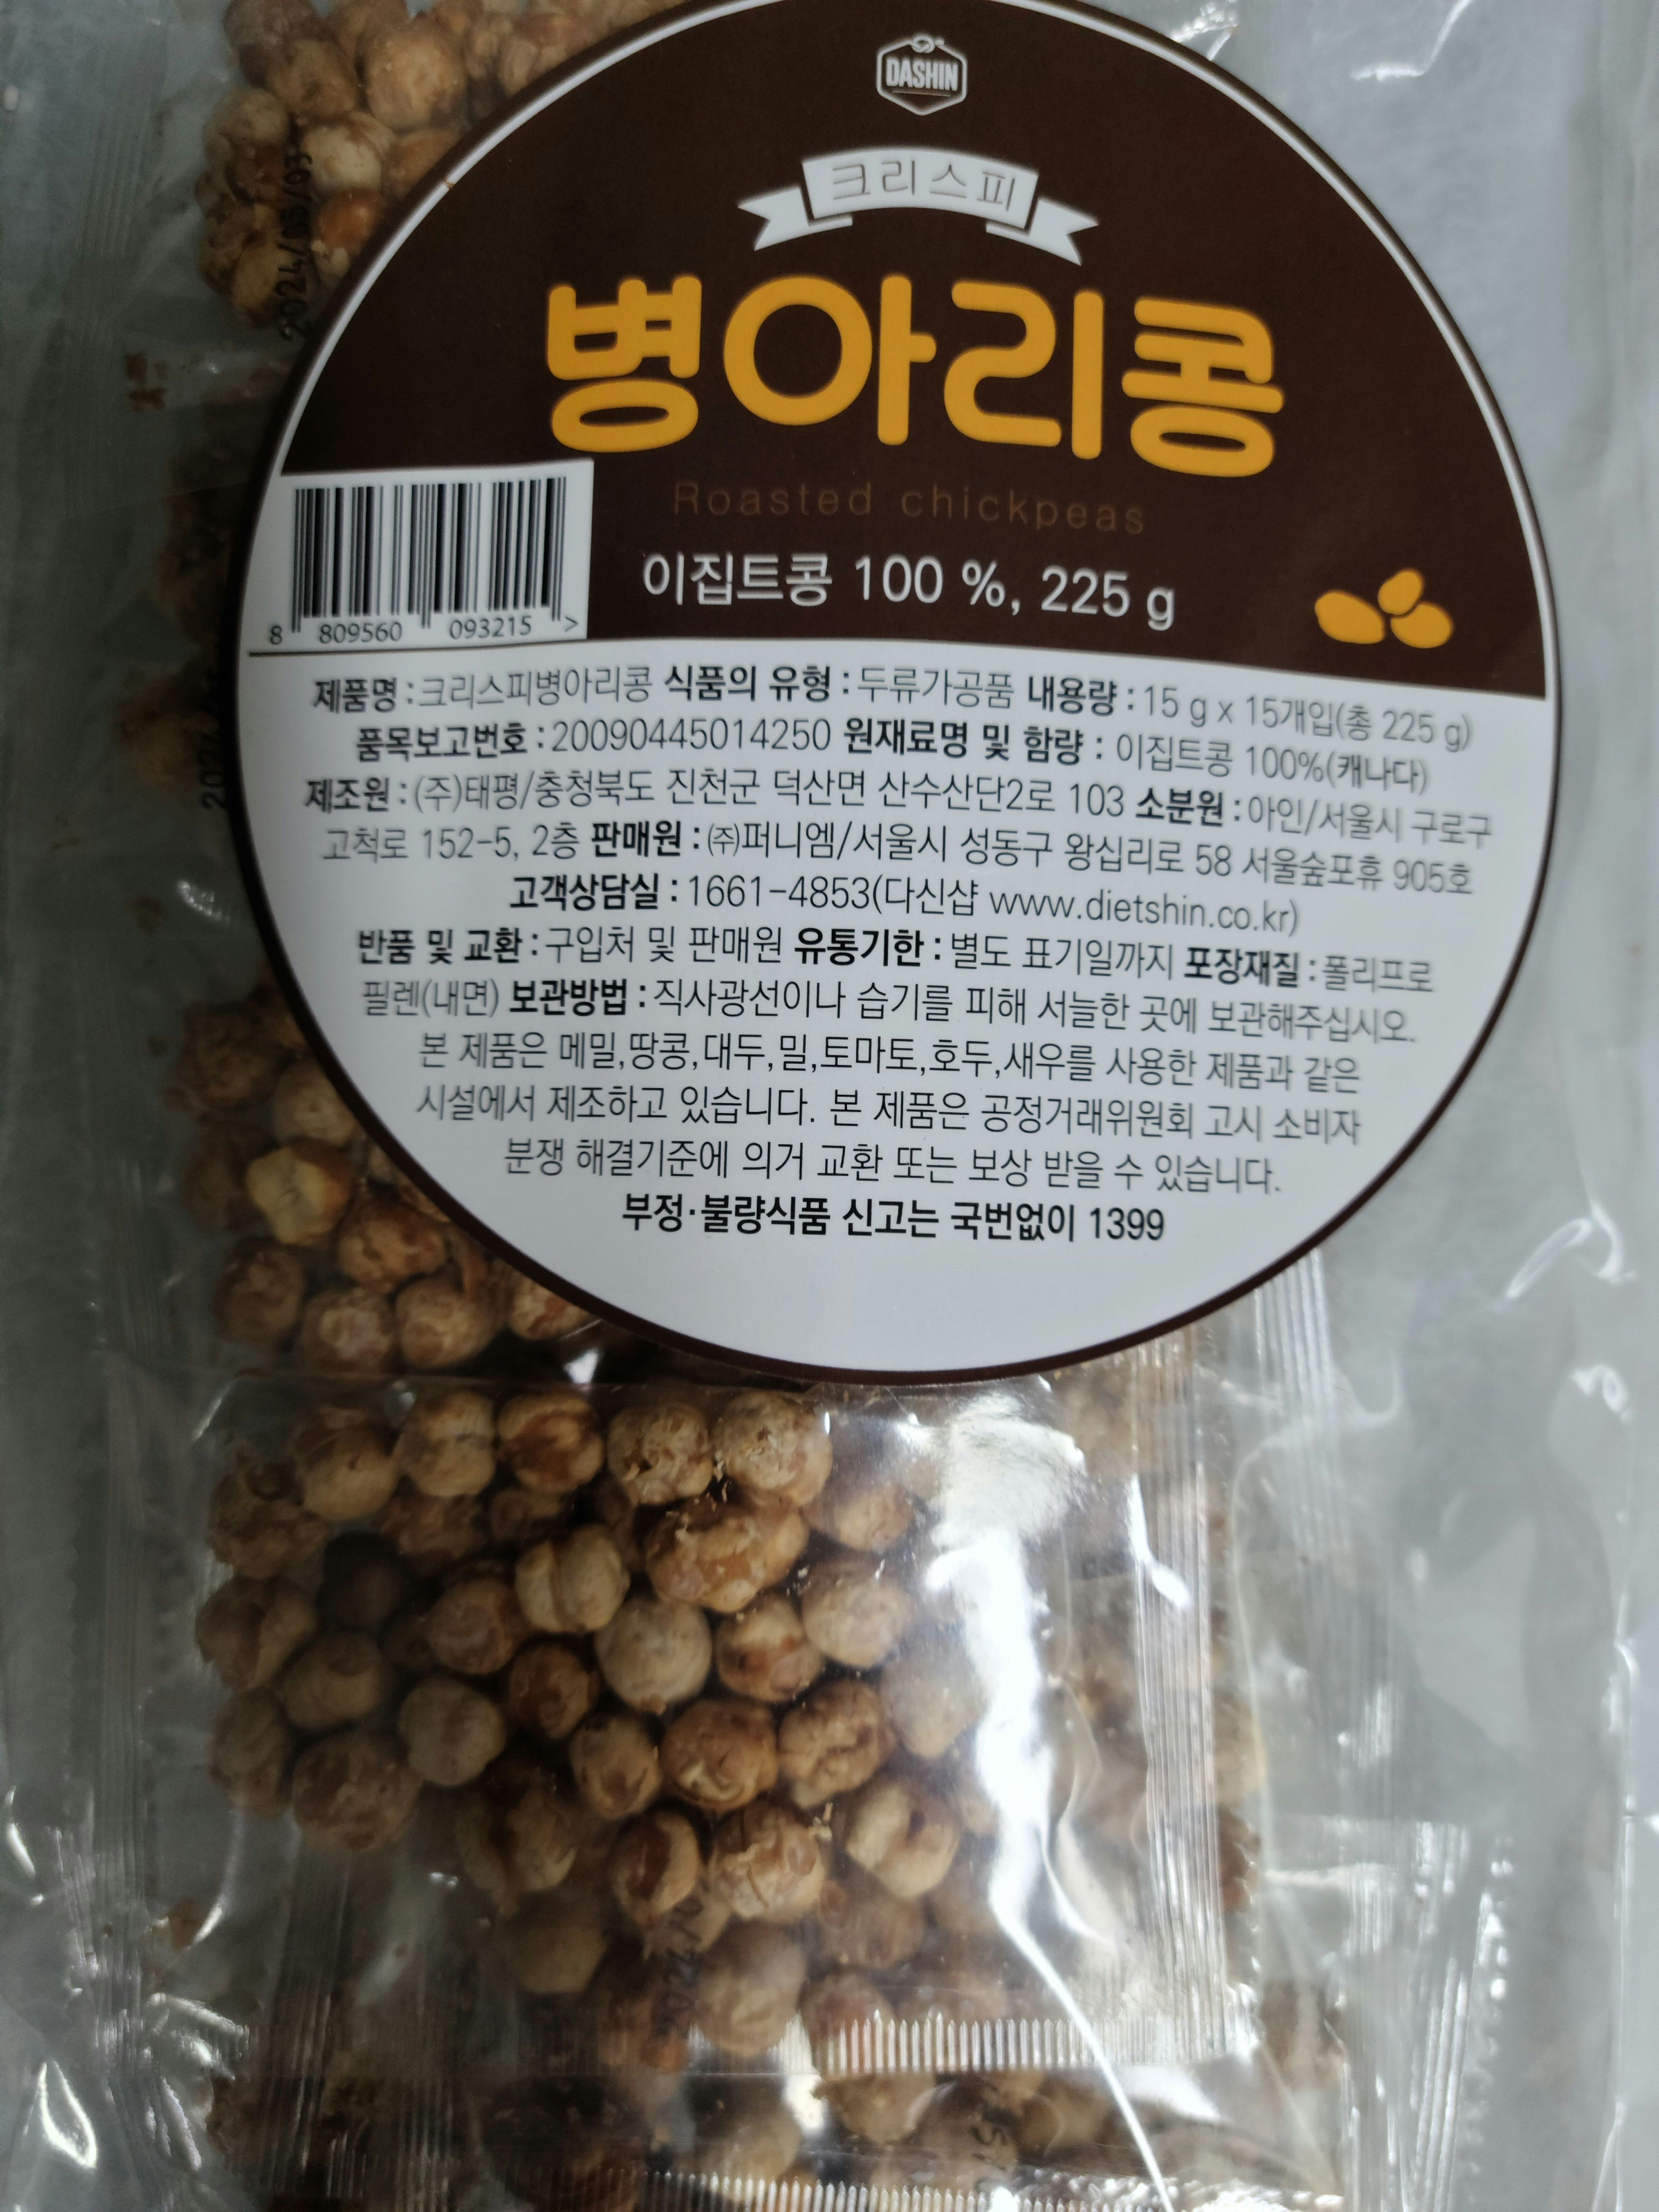 DASHIN
크리스피
병아리콩
Roasted chickpeas
이집트콩 100 %, 225 g
8 809560 093215 >
제품명 : 크리스피병아리콩 식품의 유형 : 두류가공품 내용량 : 15 g x 15개입(총 225 g)
품목보고번호 : 20090445014250 원재료명 및 함량 : 이집트콩 100%(캐나다)
제조원 : (주)태평/충청북도 진천군 덕산면 산수산단2로 103 소분원 : 아인/서울시 구로구
고척로 152-5, 2층 판매원 : ㈜퍼니엠/서울시 성동구 왕십리로 58 서울숲포휴 905호
고객상담실 : 1661-4853(다신샵 www.dietshin.co.kr)
반품 및 교환 : 구입처 및 판매원 유통기한 : 별도 표기일까지 포장재질 : 폴리프로
필렌(내면) 보관방법 : 직사광선이나 습기를 피해 서늘한 곳에 보관해주십시오.
본 제품은 메밀,땅콩,대두,밀,토마토,호두,새우를 사용한 제품과 같은
시설에서 제조하고 있습니다. 본 제품은 공정거래위원회 고시 소비자
분쟁 해결기준에 의거 교환 또는 보상 받을 수 있습니다.
부정·불량식품 신고는 국번없이 1399